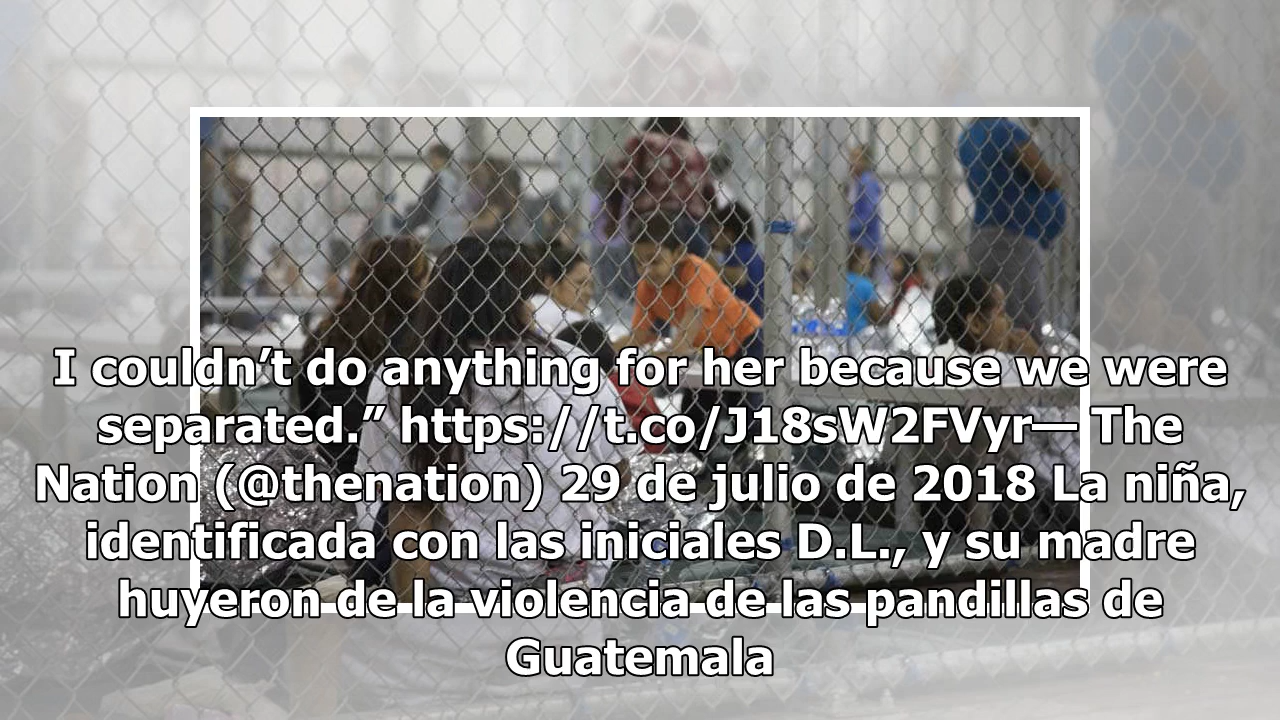 I couldn’t do anything for her because we were
separated.” https://t.co/J18sW2FVyr— The
Nation (@thenation) 29 de julio de 2018 La niña,
identificada con las iniciales D.L., y su madre
huyeron de la violencia de las pandillas de
Guatemala